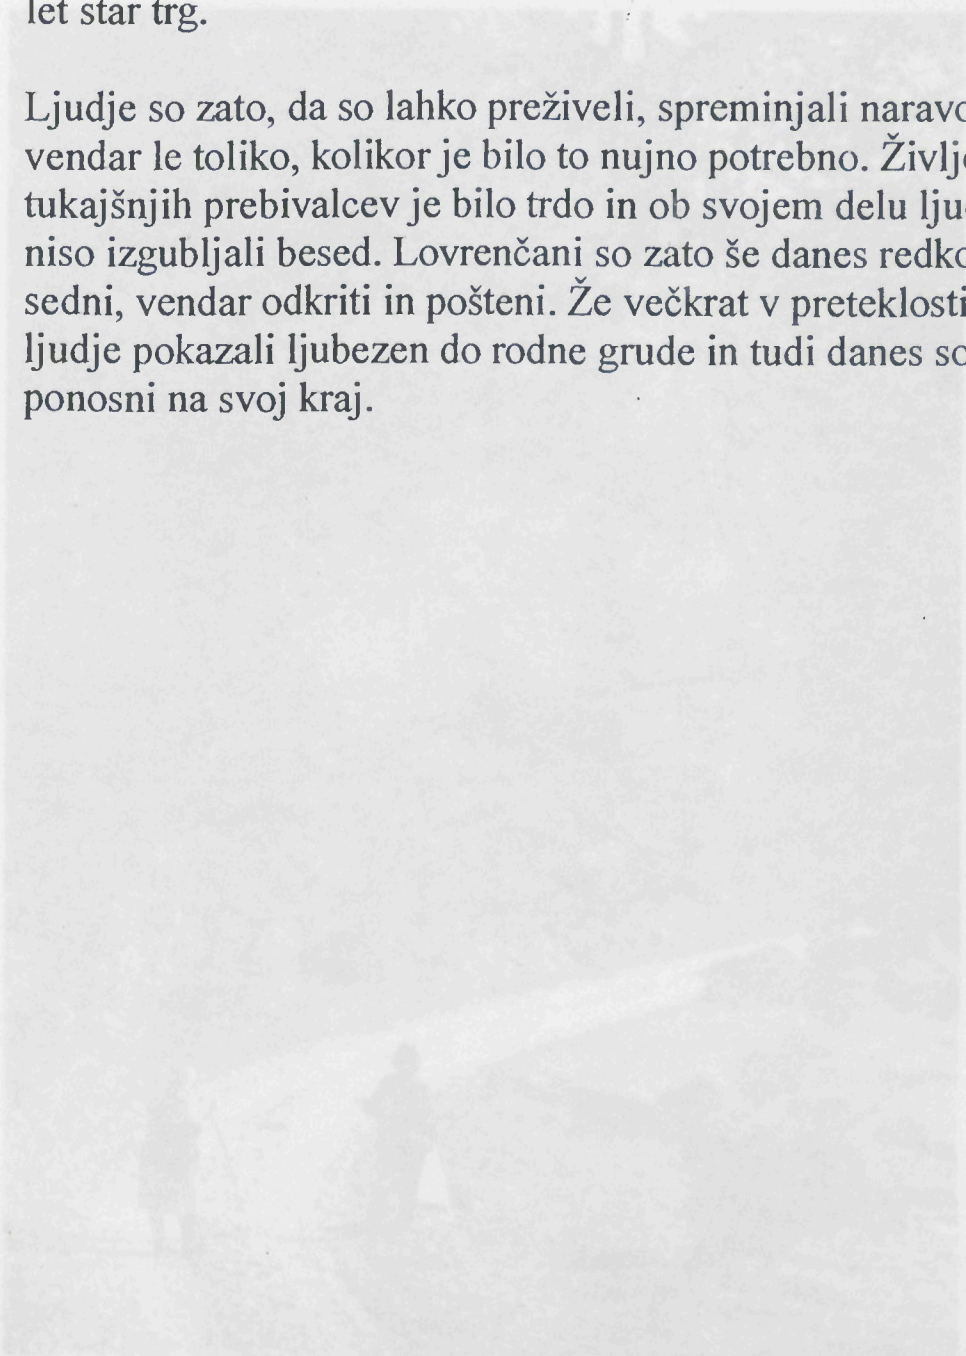 let star trg.
Ljudje so zato, da so lahko preživeli, spreminjali naravo
vendar le toliko, kolikor je bilo to nujno potrebno. Življe
tukajšnjih prebivalcev je bilo trdo in ob svojem delu lju
niso izgubljali besed. Lovrenčani so zato še danes redko
sedni, vendar odkriti in pošteni. Že večkrat v preteklosti
ljudje pokazali ljubezen do rodne grude in tudi danes so
ponosni na svoj kraj.